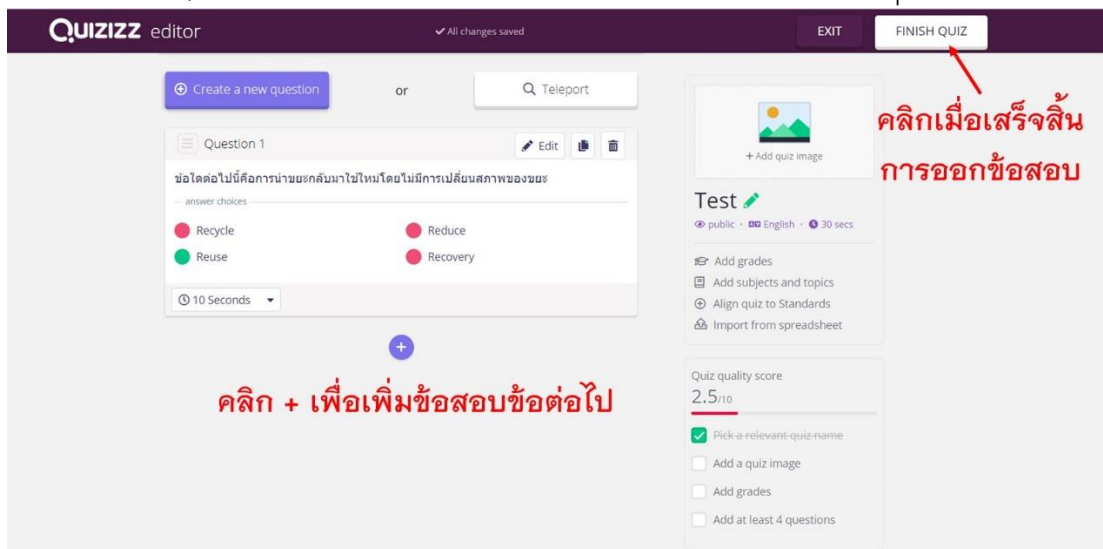 QUIZIZZ editor
All changes saved
EXIT
FINISH QUIZ
Create a new question
or
Teleport
Question 1
Edit
ข้อใดต่อไปนี้คือการนำขยะกลับมาใช้ใหม่โดยไม่มีการเปลี่ยนสภาพของขยะ
answer choices
Recycle
Reduce
Reuse
Recovery
10 Seconds
+
คลิก + เพื่อเพิ่มข้อสอบข้อต่อไป
คลิกเมื่อเสร็จสิ้น
การออกข้อสอบ
+ Add quiz image
Test
public · English · 30 secs
Add grades
Add subjects and topics
Align quiz to Standards
Import from spreadsheet
Quiz quality score
2.5/10
Pick a relevant quiz name
Add a quiz image
Add grades
Add at least 4 questions